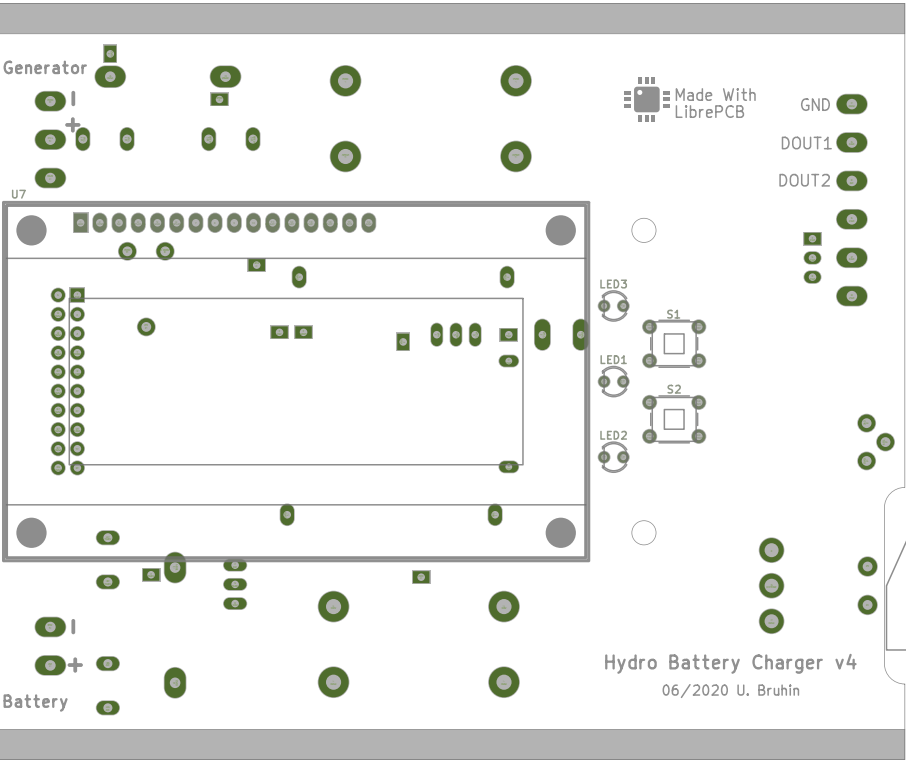 Generator
Made With
LibrePCB
GND
DOUT1
DOUT2
U7
LED3
S1
LED1
S2
LED2
Hydro Battery Charger v4
06/2020 U. Bruhin
Battery